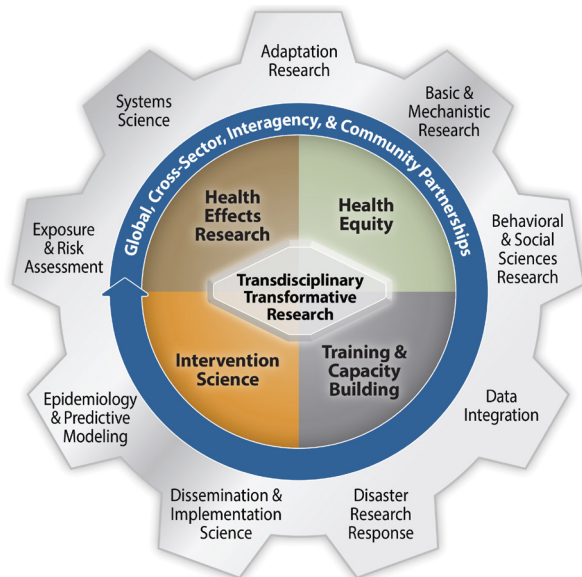 Adaptation
Research
Basic &
Mechanistic
Research
Behavioral
& Social
Sciences
Research
Data
Integration
Disaster
Research
Response
Dissemination &
Implementation
Science
Epidemiology
& Predictive
Modeling
Exposure
& Risk
Assessment
Systems
Science
Global, Cross-Sector, Interagency, & Community Partnerships
Health
Effects
Research
Health
Equity
Transdisciplinary
Transformative
Research
Intervention
Science
Training &
Capacity
Building